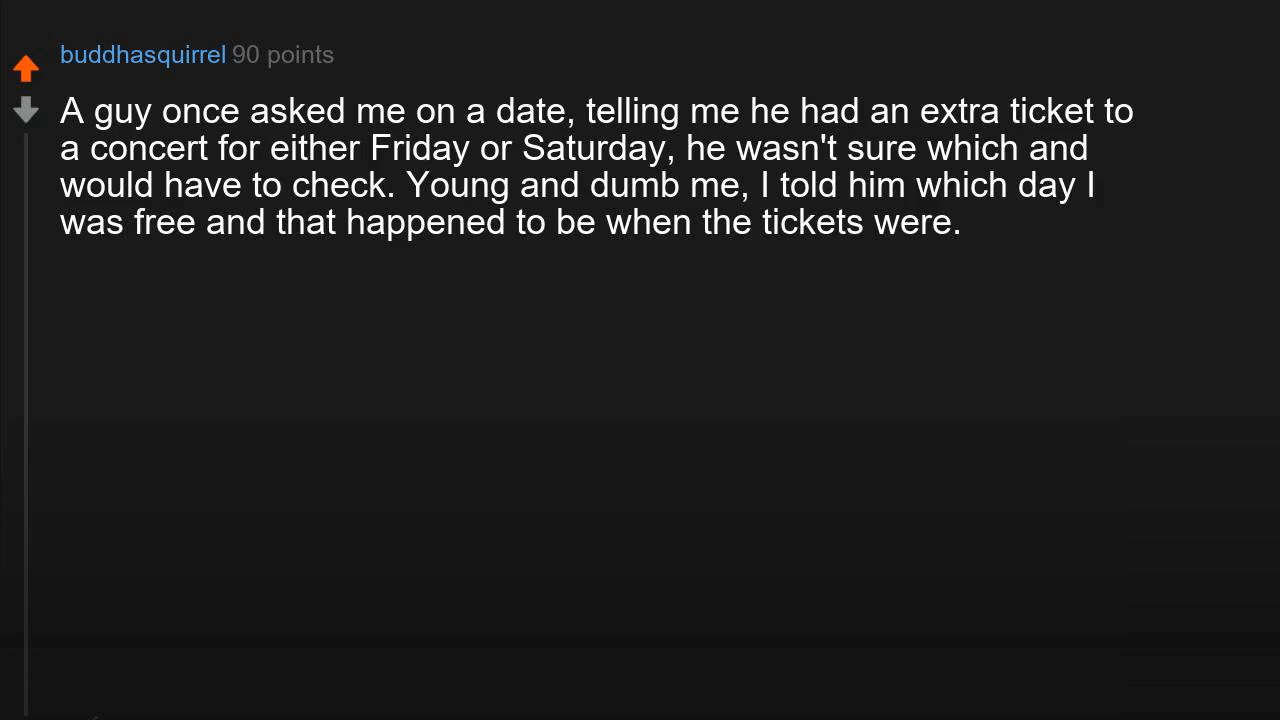 buddhasquirrel 90 points
A guy once asked me on a date, telling me he had an extra ticket to
a concert for either Friday or Saturday, he wasn't sure which and
would have to check. Young and dumb me, I told him which day I
was free and that happened to be when the tickets were.